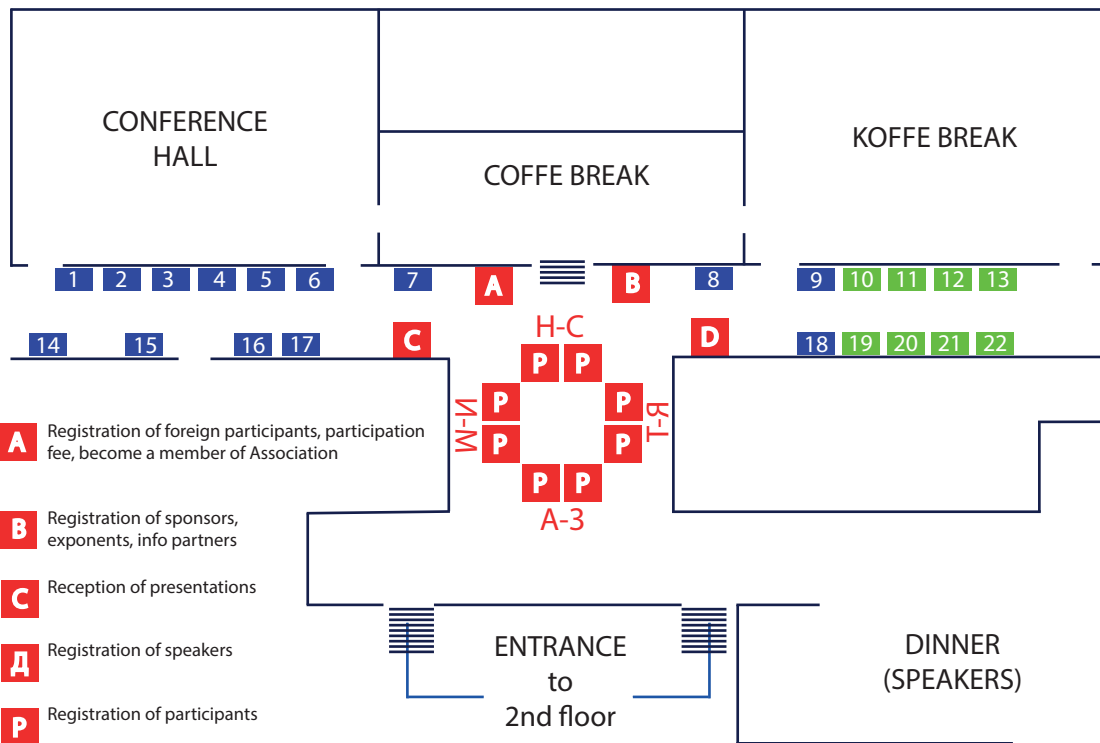 CONFERENCE
HALL
COFFE BREAK
KOFFE BREAK
1 2 3 4 5 6 7 A B 8 9 10 11 12 13
14 15 16 17 C D 18 19 20 21 22
Н-С
P P
И-М
P P
P P
Т-Я
P P
А-З
A
Registration of foreign participants, participation
fee, become a member of Association
B
Registration of sponsors,
exponents, info partners
C
Reception of presentations
Д
Registration of speakers
P
Registration of participants
ENTRANCE
to
2nd floor
DINNER
(SPEAKERS)